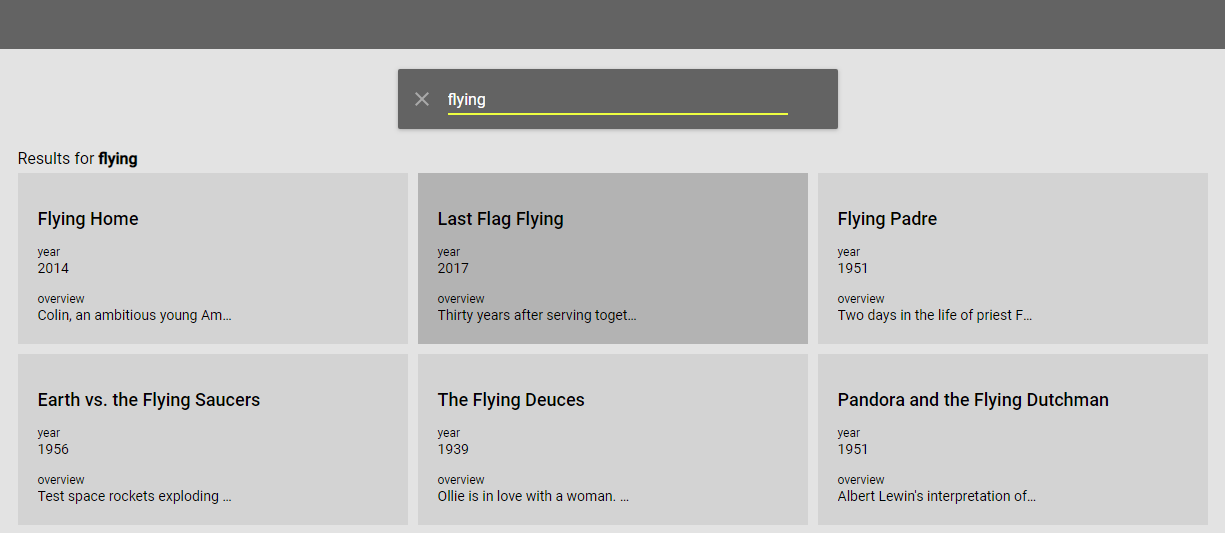 flying
Results for flying
Flying Home
year
2014
overview
Colin, an ambitious young Am...
Last Flag Flying
year
2017
overview
Thirty years after serving toget...
Flying Padre
year
1951
overview
Two days in the life of priest F...
Earth vs. the Flying Saucers
year
1956
overview
Test space rockets exploding ...
The Flying Deuces
year
1939
overview
Ollie is in love with a woman. ...
Pandora and the Flying Dutchman
year
1951
overview
Albert Lewin's interpretation of...